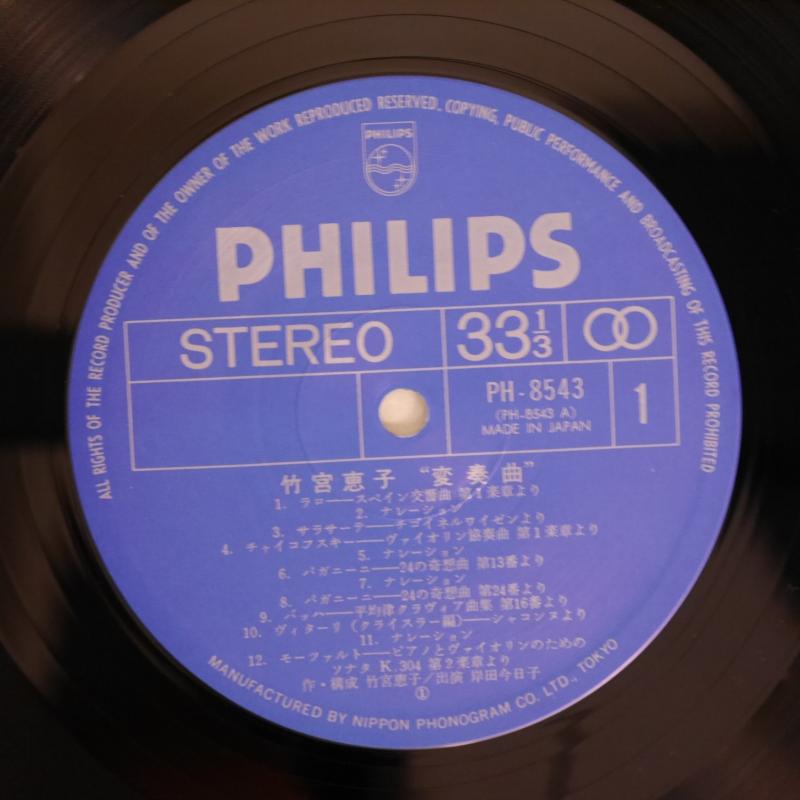 ALL RIGHTS OF THE RECORD PRODUCER AND OF THE OWNER OF THE WORK REPRODUCED RESERVED. COPYING, PUBLIC PERFORMANCE AND BROADCASTING OF THIS RECORD PROHIBITED
PHILIPS
PHILIPS
STEREO 33 1/3
PH-8543 1
(PH-8543 A)
MADE IN JAPAN
竹宮恵子 “変奏曲”
1. ラロ——スペイン交響曲 第1楽章より
2. ナレーション
3. サラサーテ——チゴイネルワイゼンより
4. チャイコフスキー——ヴァイオリン協奏曲 第1楽章より
5. ナレーション
6. パガニーニ——24の奇想曲 第13番より
7. ナレーション
8. パガニーニ——24の奇想曲 第24番より
9. バッハ——平均律クラヴィア曲集 第16番より
10. ヴィターリ(クライスラー編)——シャコンヌより
11. ナレーション
12. モーツァルト——ピアノとヴァイオリンのための
ソナタ K.304 第2楽章より
作・構成 竹宮恵子/出演 岸田今日子
①
MANUFACTURED BY NIPPON PHONOGRAM CO. LTD., TOKYO